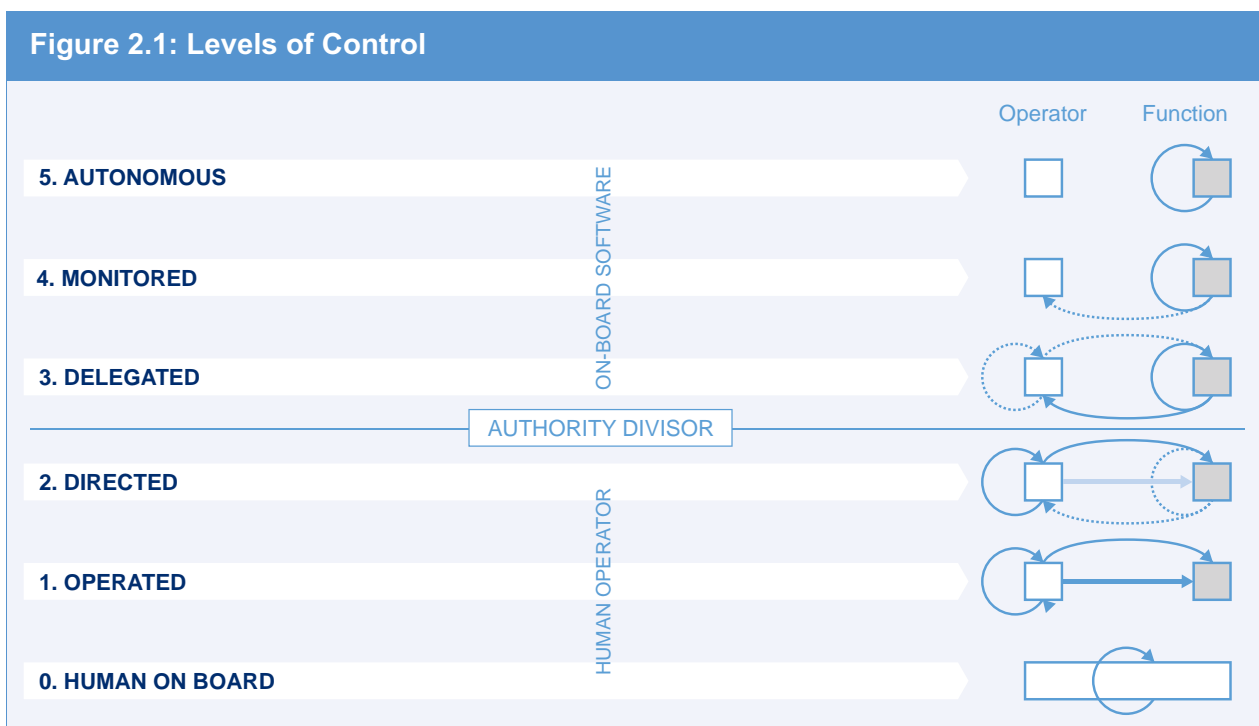 Figure 2.1: Levels of Control
Operator
Function
5. AUTONOMOUS
4. MONITORED
3. DELEGATED
ON-BOARD SOFTWARE
AUTHORITY DIVISOR
2. DIRECTED
1. OPERATED
0. HUMAN ON BOARD
HUMAN OPERATOR